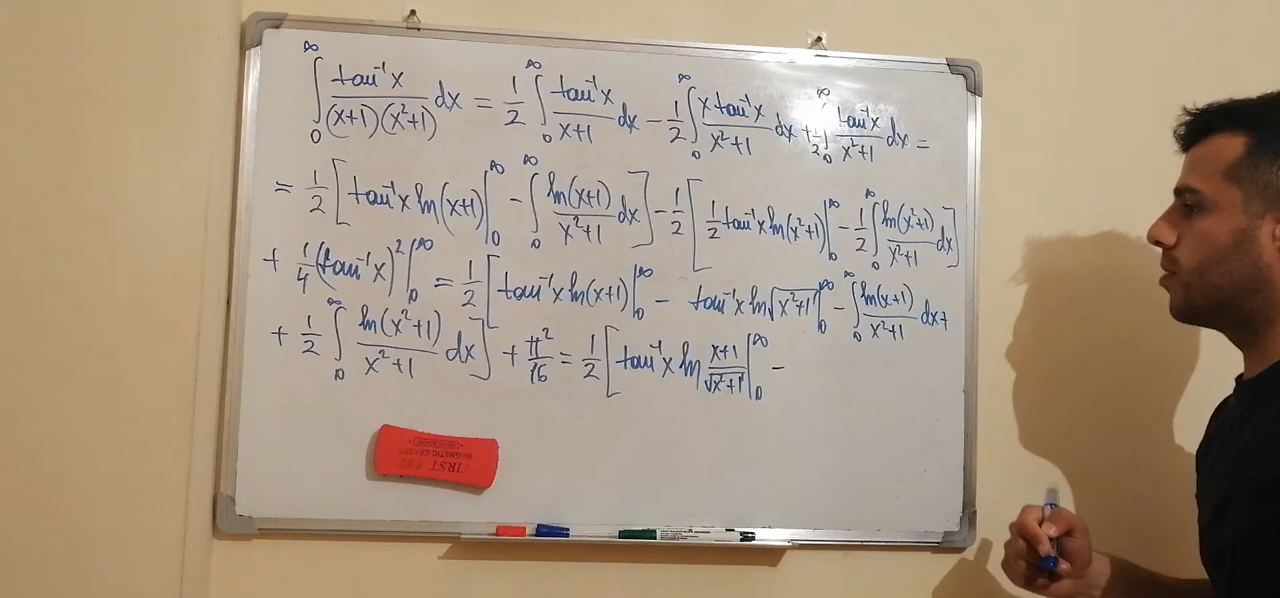 ∫₀^∞ tan⁻¹x / ((x+1)(x²+1)) dx = 1/2 ∫₀^∞ tan⁻¹x / (x+1) dx − 1/2 ∫₀^∞ x tan⁻¹x / (x²+1) dx + 1/2 ∫₀^∞ tan⁻¹x / (x²+1) dx =
= 1/2 [ tan⁻¹x ln(x+1) |₀^∞ − ∫₀^∞ ln(x+1) / (x²+1) dx ] − 1/2 [ 1/2 tan⁻¹x ln(x²+1) |₀^∞ − 1/2 ∫₀^∞ ln(x²+1) / (x²+1) dx ]
+ 1/4 (tan⁻¹x)² |₀^∞ = 1/2 [ tan⁻¹x ln(x+1) |₀^∞ − tan⁻¹x ln√(x²+1) |₀^∞ − ∫₀^∞ ln(x+1) / (x²+1) dx +
+ 1/2 ∫₀^∞ ln(x²+1) / (x²+1) dx ] + π²/16 = 1/2 [ tan⁻¹x ln (x+1)/√(x²+1) |₀^∞ −
FIRST
MAGNETIC ERASER